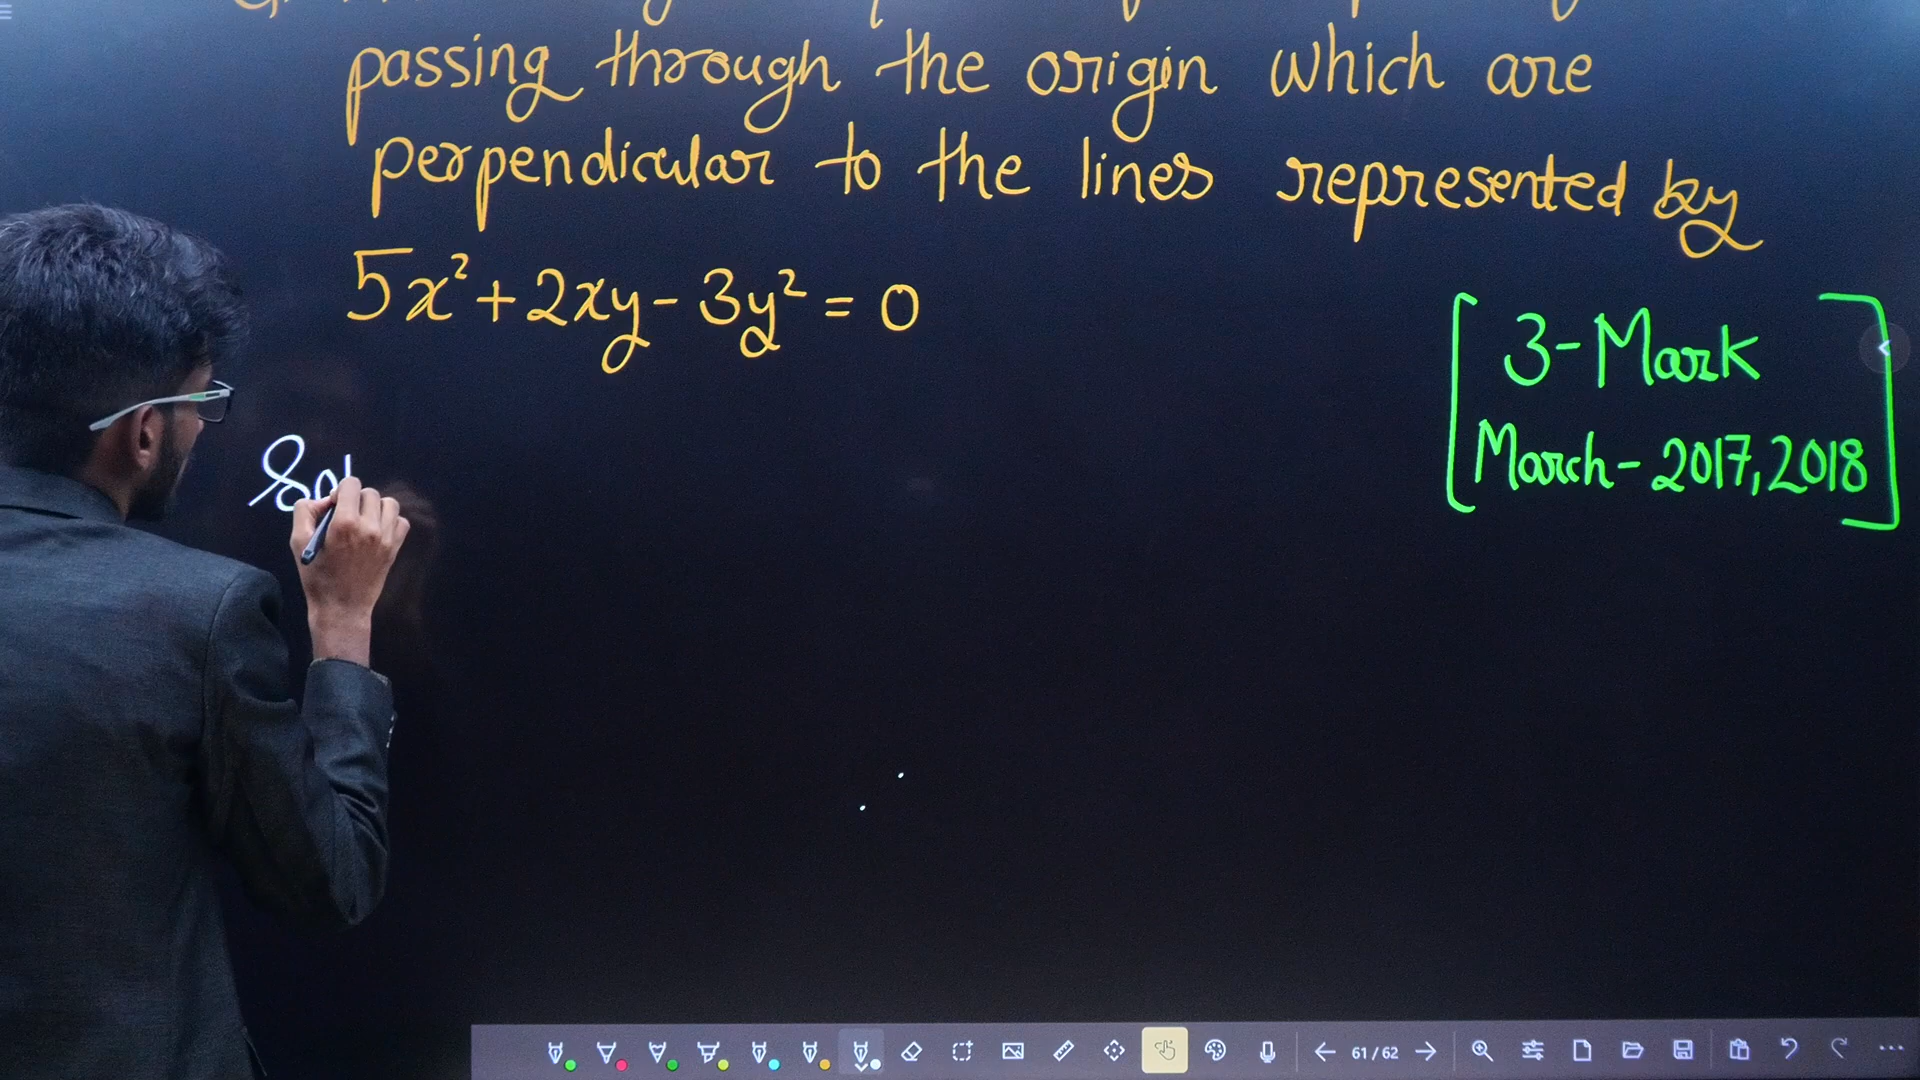 passing through the origin which are
perpendicular to the lines represented by
5x²+2xy-3y²=0
3-Mark
March-2017,2018
61/62